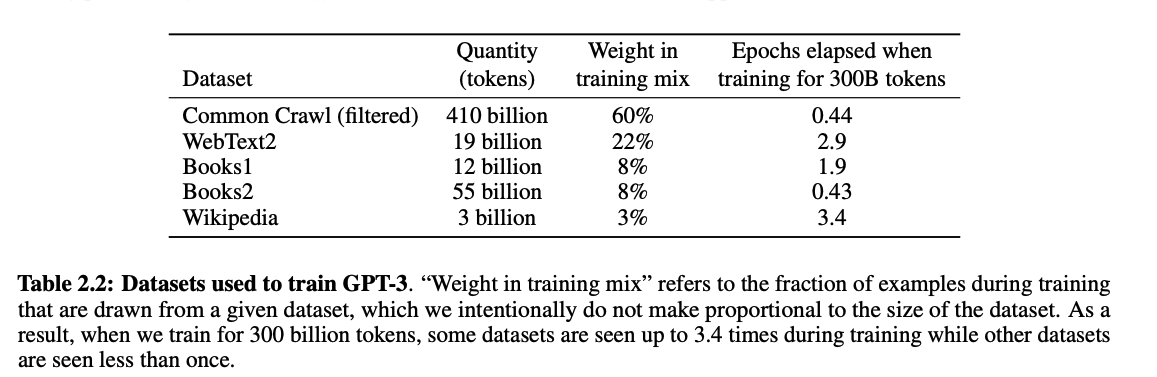 Quantity Weight in Epochs elapsed when
Dataset (tokens) training mix training for 300B tokens
Common Crawl (filtered) 410 billion 60% 0.44
WebText2 19 billion 22% 2.9
Books1 12 billion 8% 1.9
Books2 55 billion 8% 0.43
Wikipedia 3 billion 3% 3.4
Table 2.2: Datasets used to train GPT-3. “Weight in training mix” refers to the fraction of examples during training
that are drawn from a given dataset, which we intentionally do not make proportional to the size of the dataset. As a
result, when we train for 300 billion tokens, some datasets are seen up to 3.4 times during training while other datasets
are seen less than once.